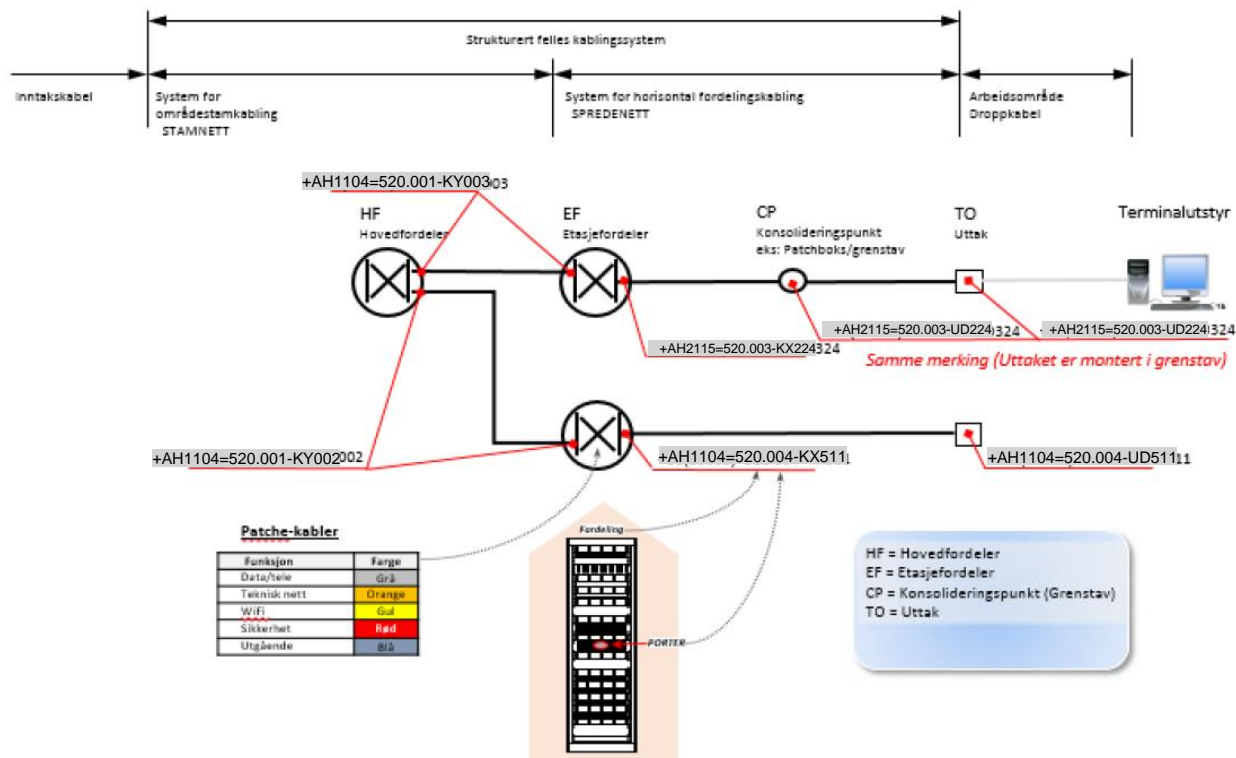 Strukturert felles kablingssystem
Inntakskabel
System for
områdestamkabling
STAMNETT
System for horisontal fordelingskabling
SPREDENETT
Arbeidsområde
Droppkabel
+AH1104=520.001-KY003
HF
Hovedfordeler
EF
Etasjefordeler
CP
Konsolideringspunkt
eks: Patchboks/grenstav
TO
Uttak
Terminalutstyr
+AH2115=520.003-UD224
+AH2115=520.003-UD224
+AH2115=520.003-KX224
Samme merking (Uttaket er montert i grenstav)
+AH1104=520.001-KY002
+AH1104=520.004-KX511
+AH1104=520.004-UD511
Patche-kabler
Funksjon Farge
Data/tele Grå
Teknisk nett Orange
WiFi Gul
Sikkerhet Rød
Utgående Blå
Fordeling
PORTER
HF = Hovedfordeler
EF = Etasjefordeler
CP = Konsolideringspunkt (Grenstav)
TO = Uttak